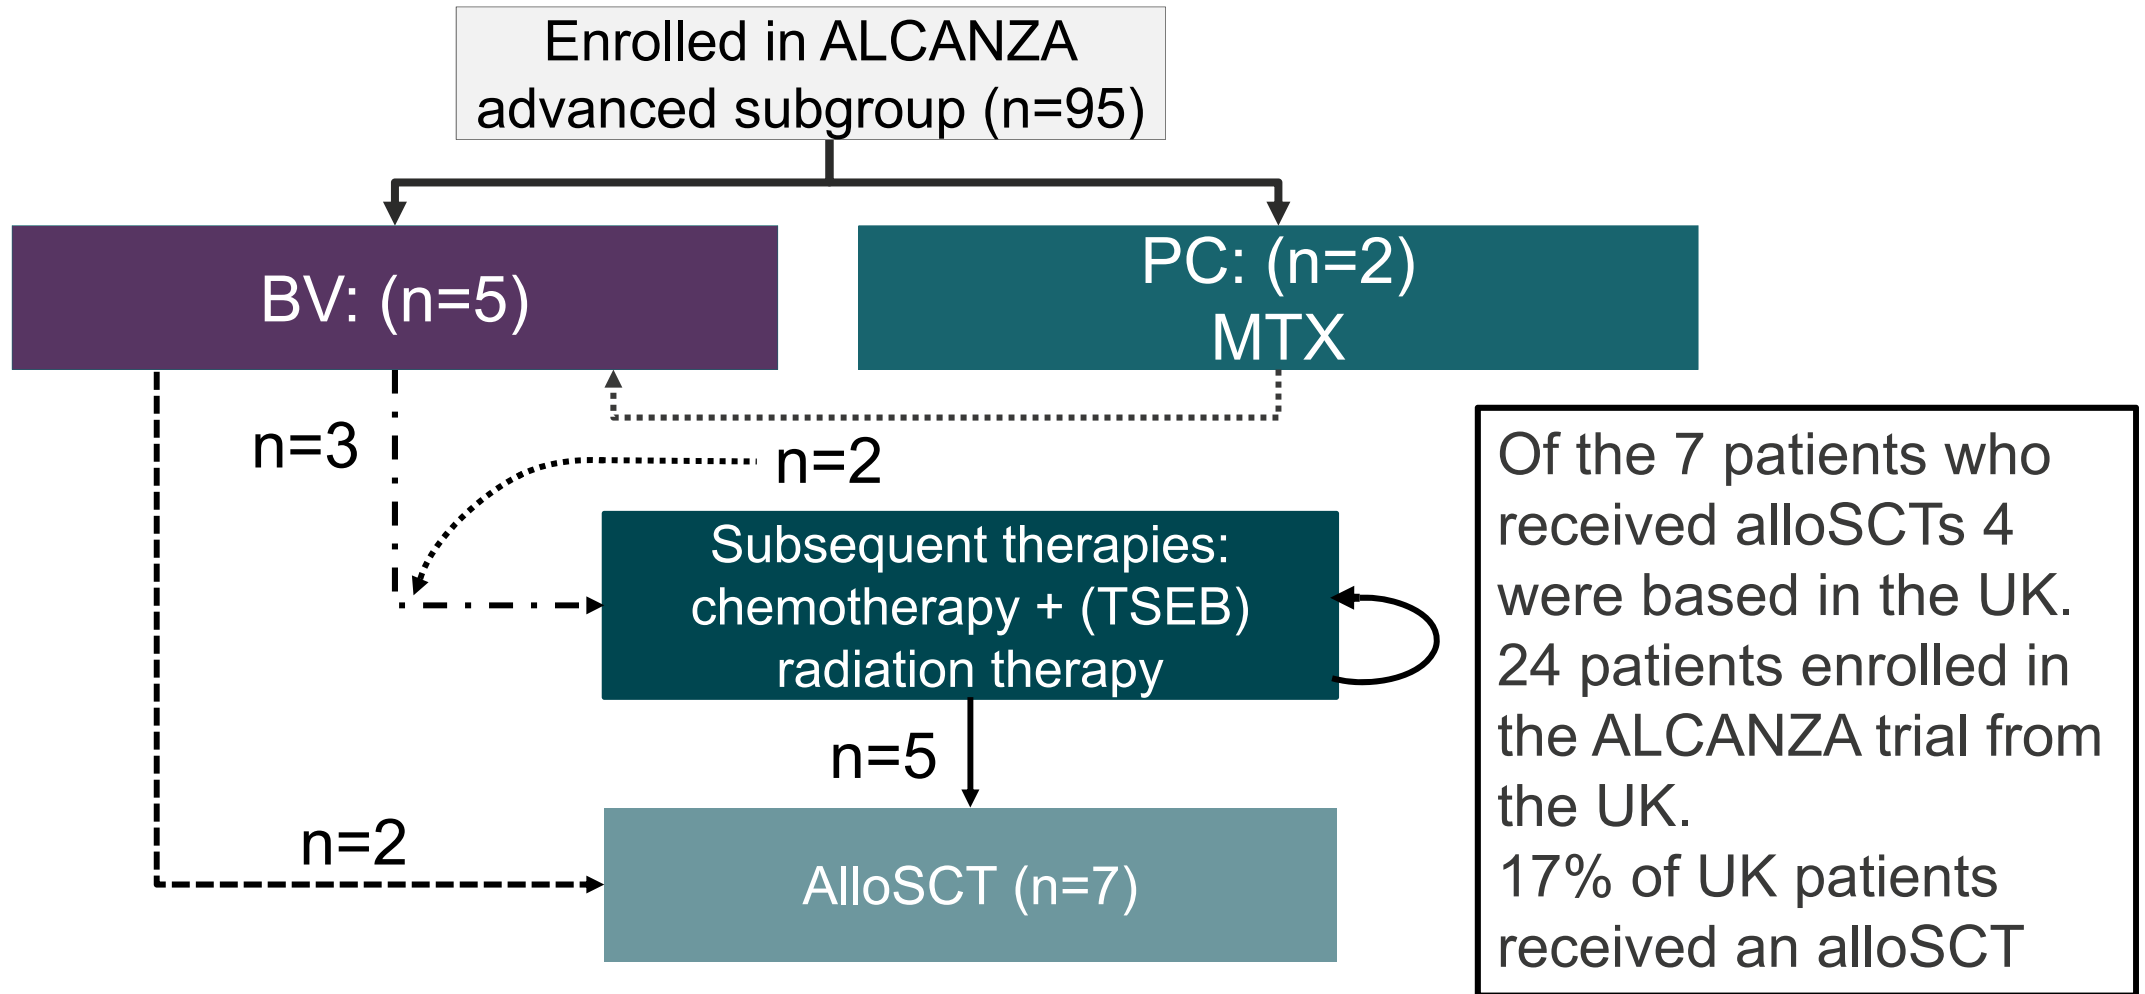 Enrolled in ALCANZA
advanced subgroup (n=95)
BV: (n=5)
PC: (n=2)
MTX
n=3
n=2
Subsequent therapies:
chemotherapy + (TSEB)
radiation therapy
n=5
n=2
AlloSCT (n=7)
Of the 7 patients who
received alloSCTs 4
were based in the UK.
24 patients enrolled in
the ALCANZA trial from
the UK.
17% of UK patients
received an alloSCT